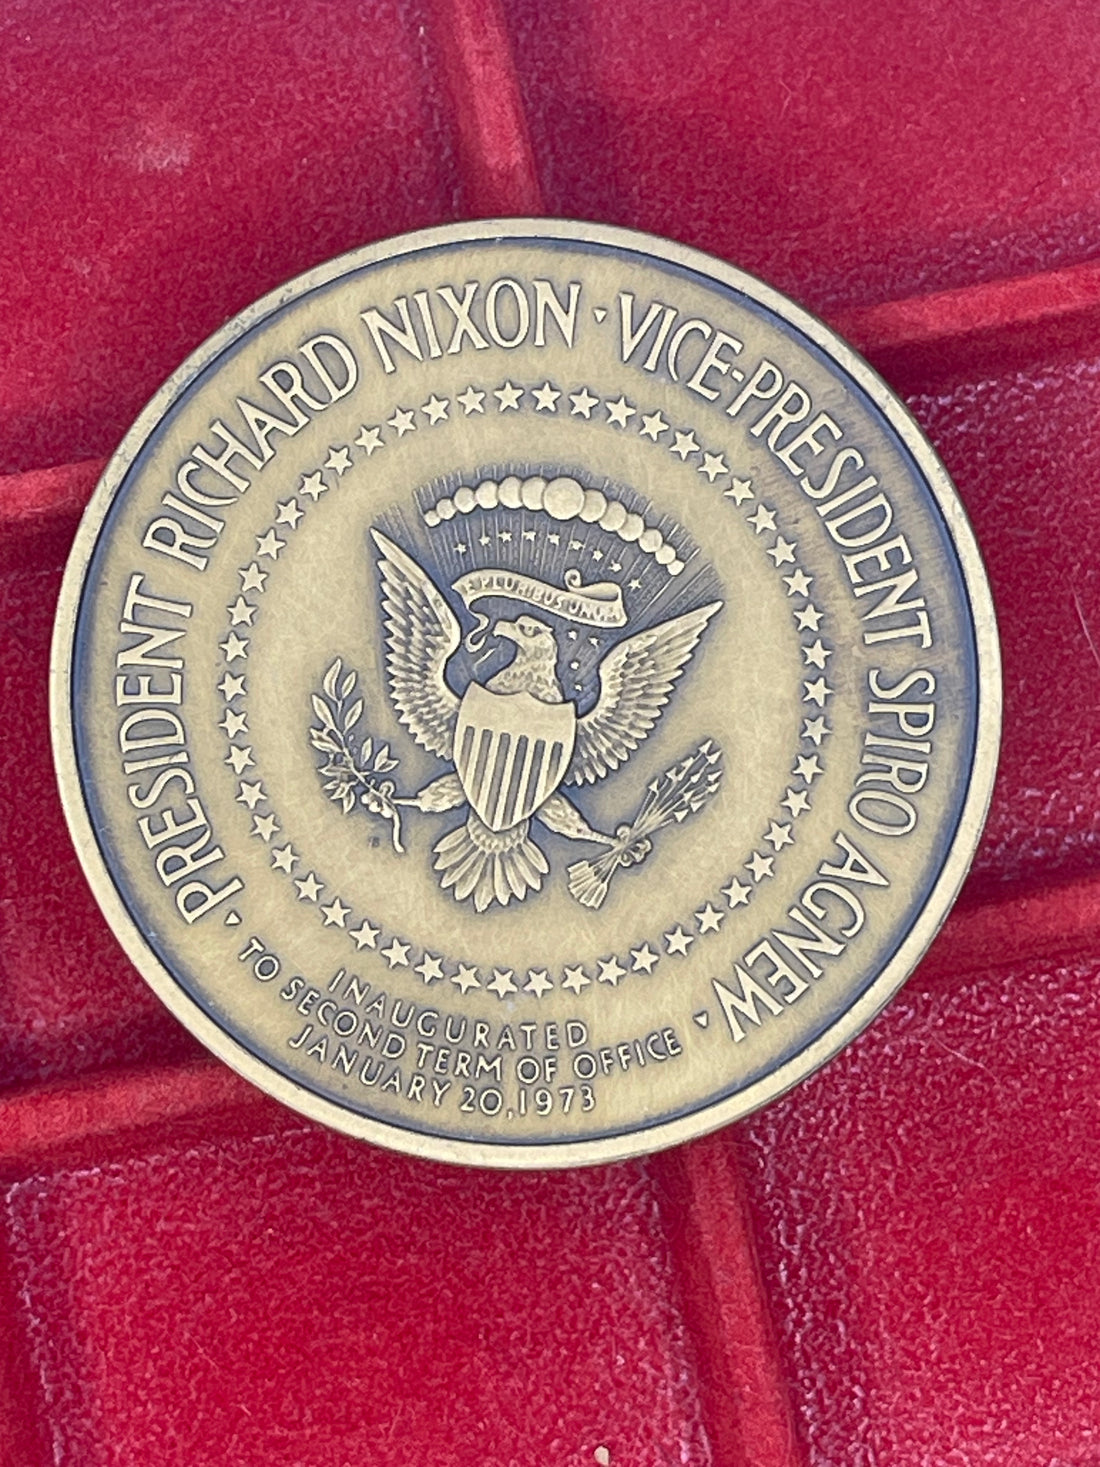 PRESIDENT RICHARD NIXON · VICE-PRESIDENT SPIRO AGNEW
E PLURIBUS UNUM
INAUGURATED
TO SECOND TERM OF OFFICE
JANUARY 20, 1973